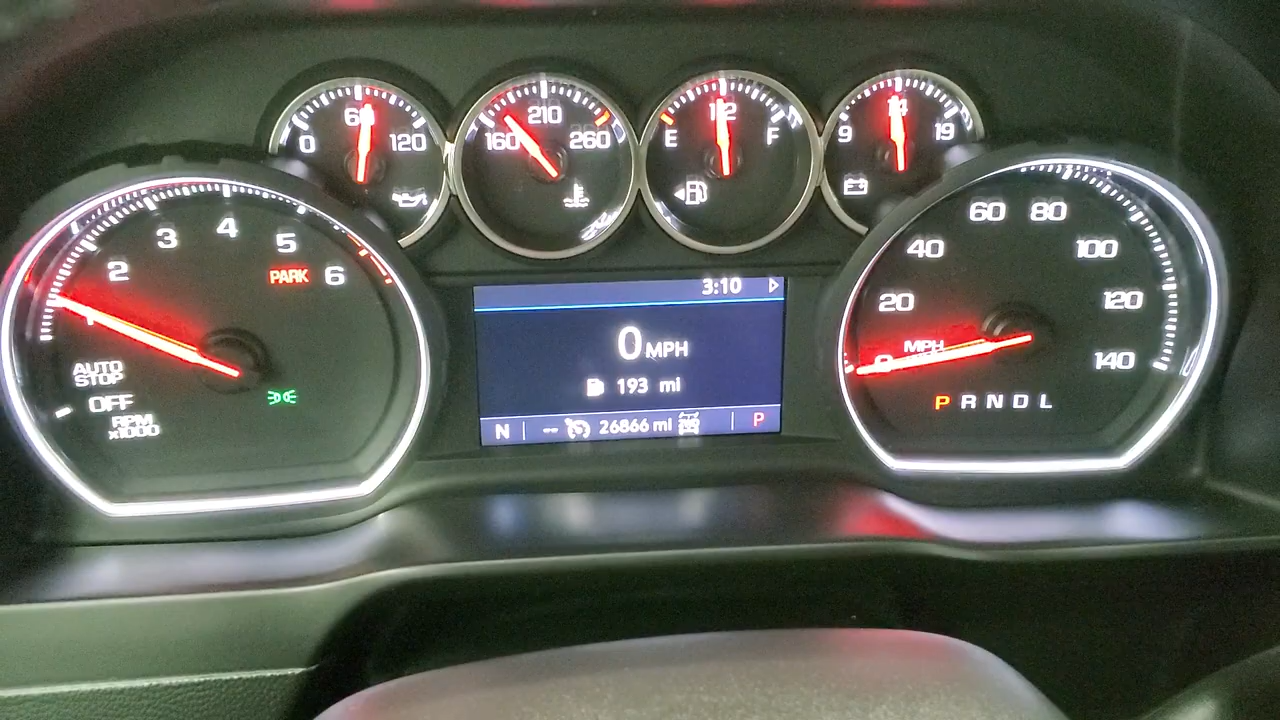 0 60 120
160 210 260
E 1/2 F
9 14 19
1 2 3 4 5 6
PARK
AUTO
STOP
OFF
RPM
x1000
3:10
0 MPH
193 mi
N -- 26866 mi P
0 20 40 60 80 100 120 140
MPH
P R N D L